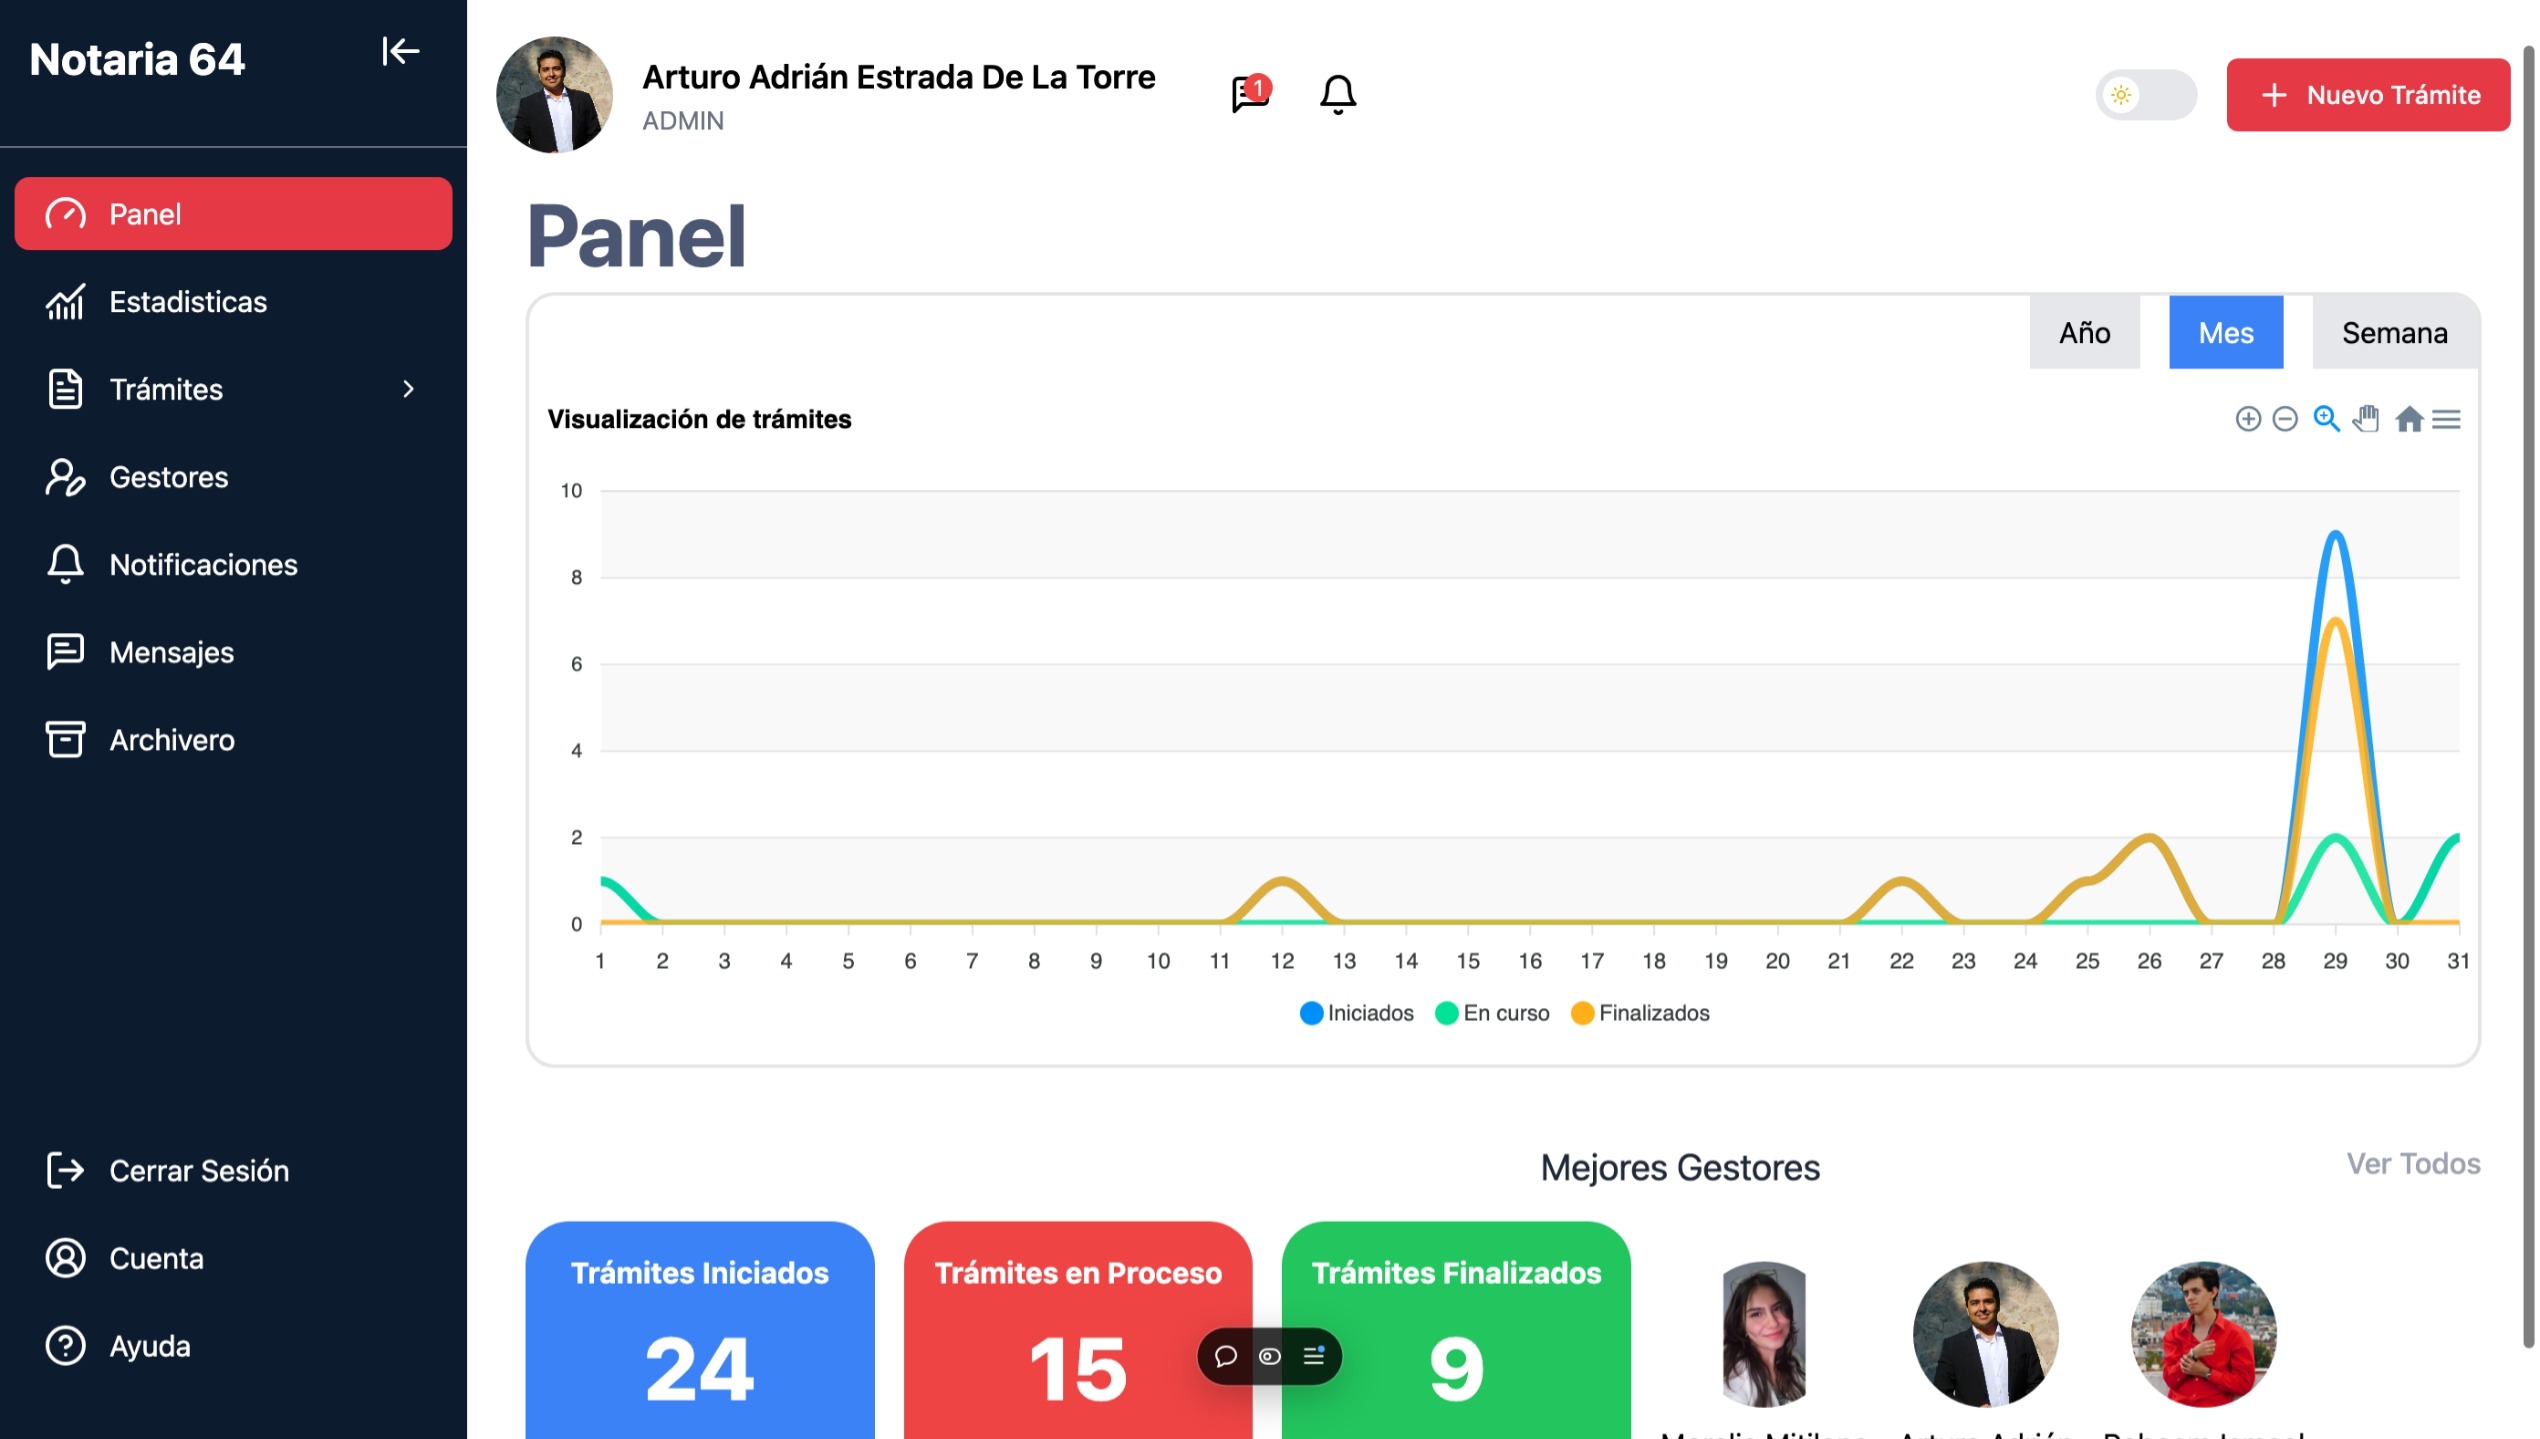 Notaria 64
Panel
Estadisticas
Trámites
Gestores
Notificaciones
Mensajes
Archivero
Cerrar Sesión
Cuenta
Ayuda
Arturo Adrián Estrada De La Torre
ADMIN
1
Nuevo Trámite
Panel
Año Mes Semana
Visualización de trámites
10
8
6
4
2
0
1 2 3 4 5 6 7 8 9 10 11 12 13 14 15 16 17 18 19 20 21 22 23 24 25 26 27 28 29 30 31
Iniciados En curso Finalizados
Mejores Gestores Ver Todos
Trámites Iniciados
24
Trámites en Proceso
15
Trámites Finalizados
9
Arturo Adrián